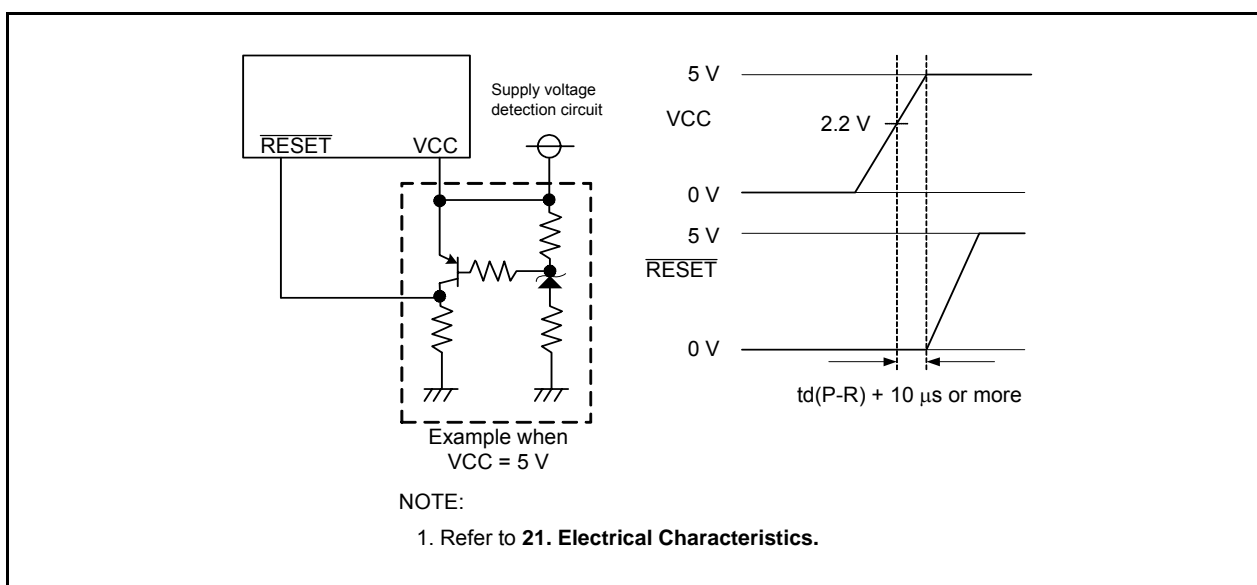 RESET
VCC
Supply voltage
detection circuit
Example when
VCC = 5 V
5 V
VCC
2.2 V
0 V
5 V
RESET
0 V
td(P-R) + 10 μs or more
NOTE:
1. Refer to 21. Electrical Characteristics.